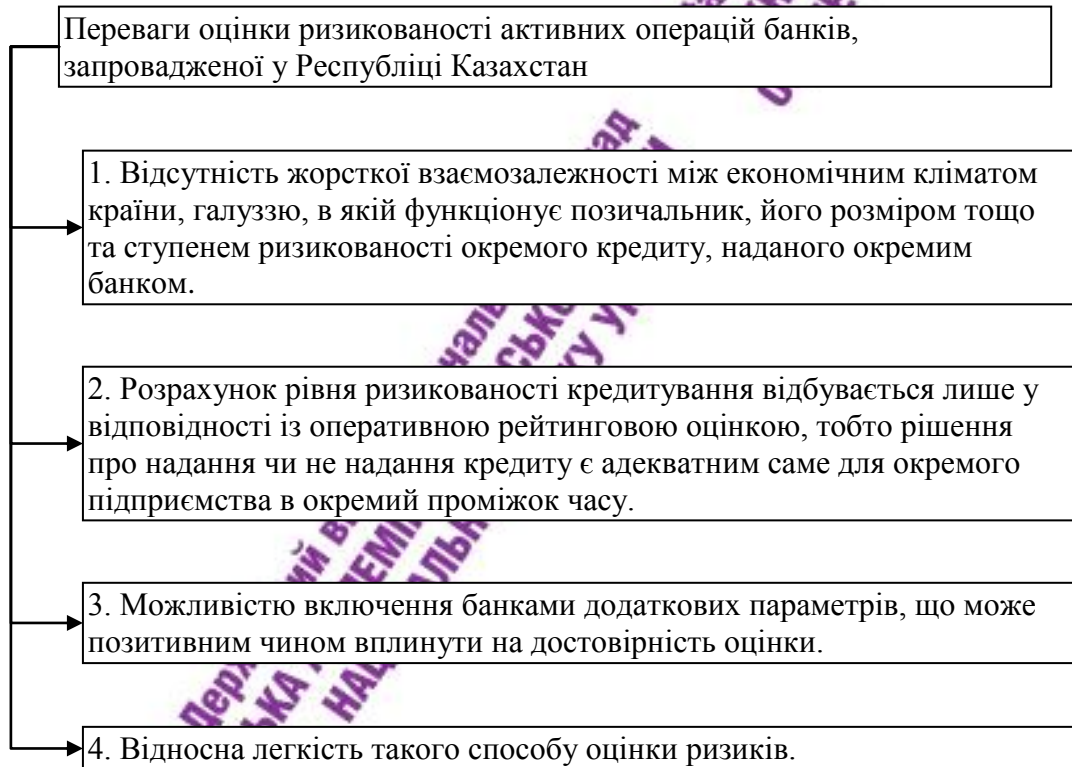 Переваги оцінки ризикованості активних операцій банків,
запровадженої у Республіці Казахстан
1. Відсутність жорсткої взаємозалежності між економічним кліматом
країни, галуззю, в якій функціонує позичальник, його розміром тощо
та ступенем ризикованості окремого кредиту, наданого окремим
банком.
2. Розрахунок рівня ризикованості кредитування відбувається лише у
відповідності із оперативною рейтинговою оцінкою, тобто рішення
про надання чи не надання кредиту є адекватним саме для окремого
підприємства в окремий проміжок часу.
3. Можливістю включення банками додаткових параметрів, що може
позитивним чином вплинути на достовірність оцінки.
4. Відносна легкість такого способу оцінки ризиків.